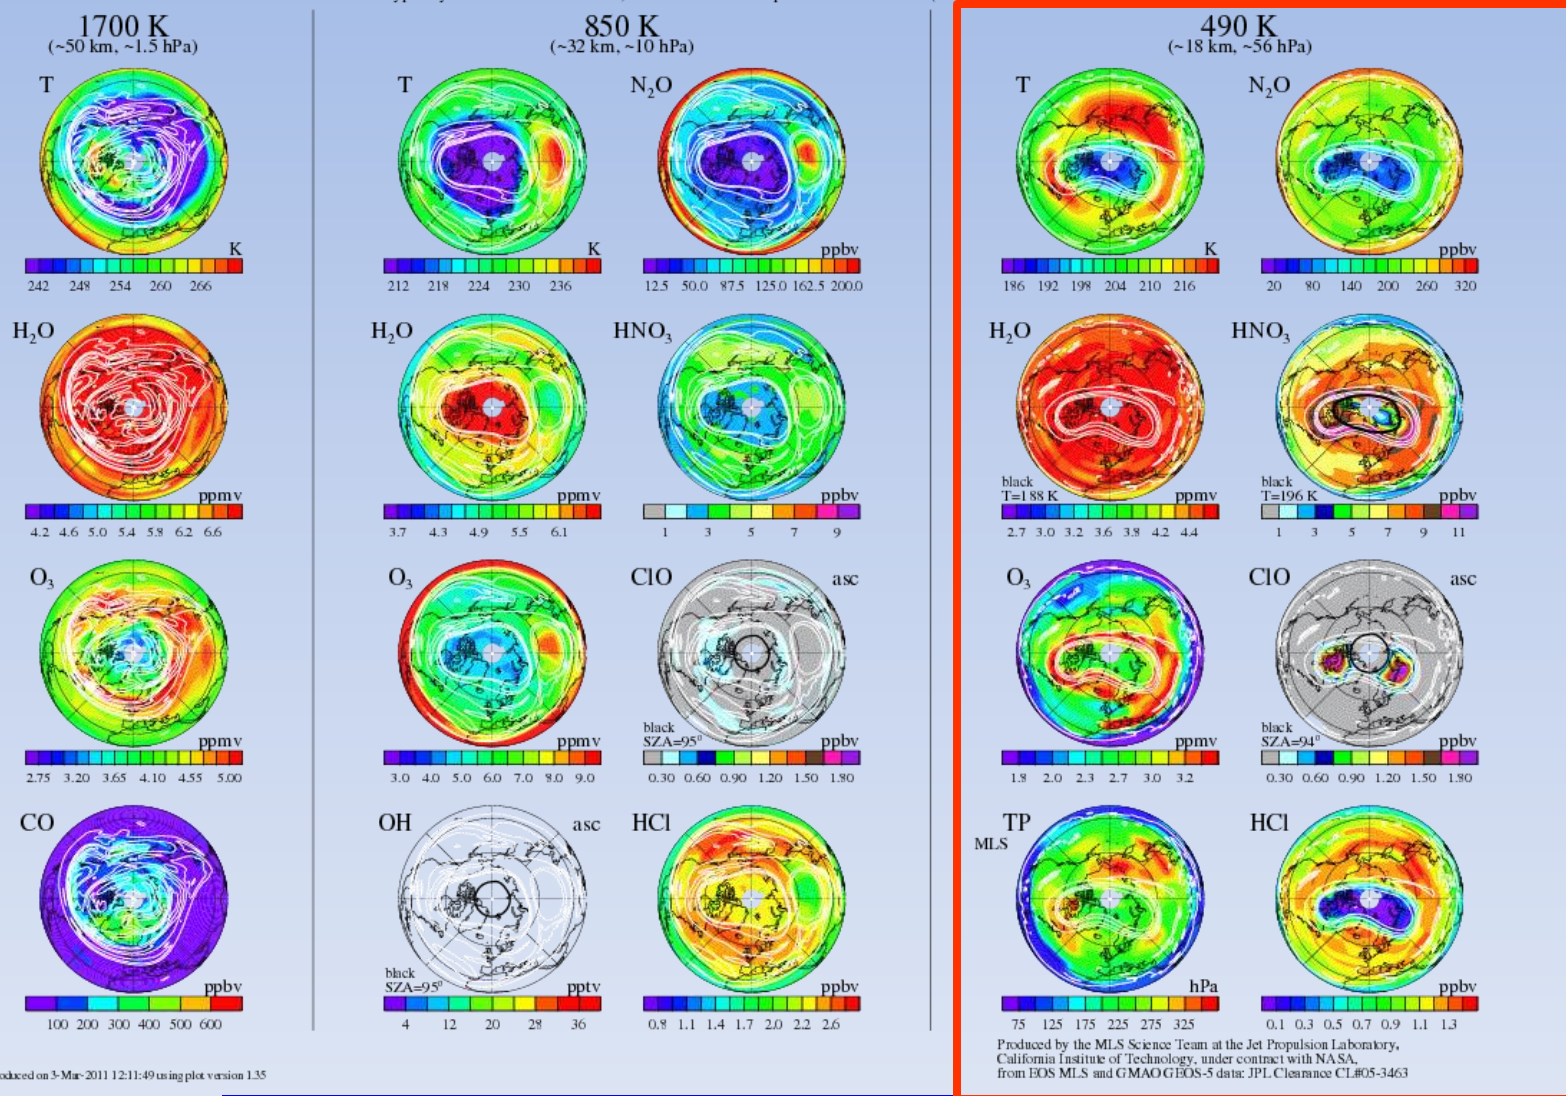 1700 K
(~50 km, ~1.5 hPa)
T
K
242 248 254 260 266
H2O
ppmv
4.2 4.6 5.0 5.4 5.8 6.2 6.6
O3
ppmv
2.75 3.20 3.65 4.10 4.55 5.00
CO
ppbv
100 200 300 400 500 600
850 K
(~32 km, ~10 hPa)
T
K
212 218 224 230 236
N2O
ppbv
12.5 50.0 87.5 125.0 162.5 200.0
H2O
ppmv
3.7 4.3 4.9 5.5 6.1
HNO3
ppbv
1 3 5 7 9
O3
ppmv
3.0 4.0 5.0 6.0 7.0 8.0 9.0
ClO asc
black
SZA=95° ppbv
0.30 0.60 0.90 1.20 1.50 1.80
OH asc
black
SZA=95° pptv
4 12 20 28 36
HCl
ppbv
0.8 1.1 1.4 1.7 2.0 2.2 2.6
490 K
(~18 km, ~56 hPa)
T
K
186 192 198 204 210 216
N2O
ppbv
20 80 140 200 260 320
H2O
black
T=188 K ppmv
2.7 3.0 3.2 3.6 3.8 4.2 4.4
HNO3
black
T=196 K ppbv
1 3 5 7 9 11
O3
ppmv
1.8 2.0 2.3 2.7 3.0 3.2
ClO asc
black
SZA=94° ppbv
0.30 0.60 0.90 1.20 1.50 1.80
TP
MLS
hPa
75 125 175 225 275 325
HCl
ppbv
0.1 0.3 0.5 0.7 0.9 1.1 1.3
Produced by the MLS Science Team at the Jet Propulsion Laboratory,
California Institute of Technology, under contract with NASA,
from EOS MLS and GMAO GEOS-5 data: JPL Clearance CL#05-3463
oduced on 3-Mar-2011 12:11:49 using plot version 1.35